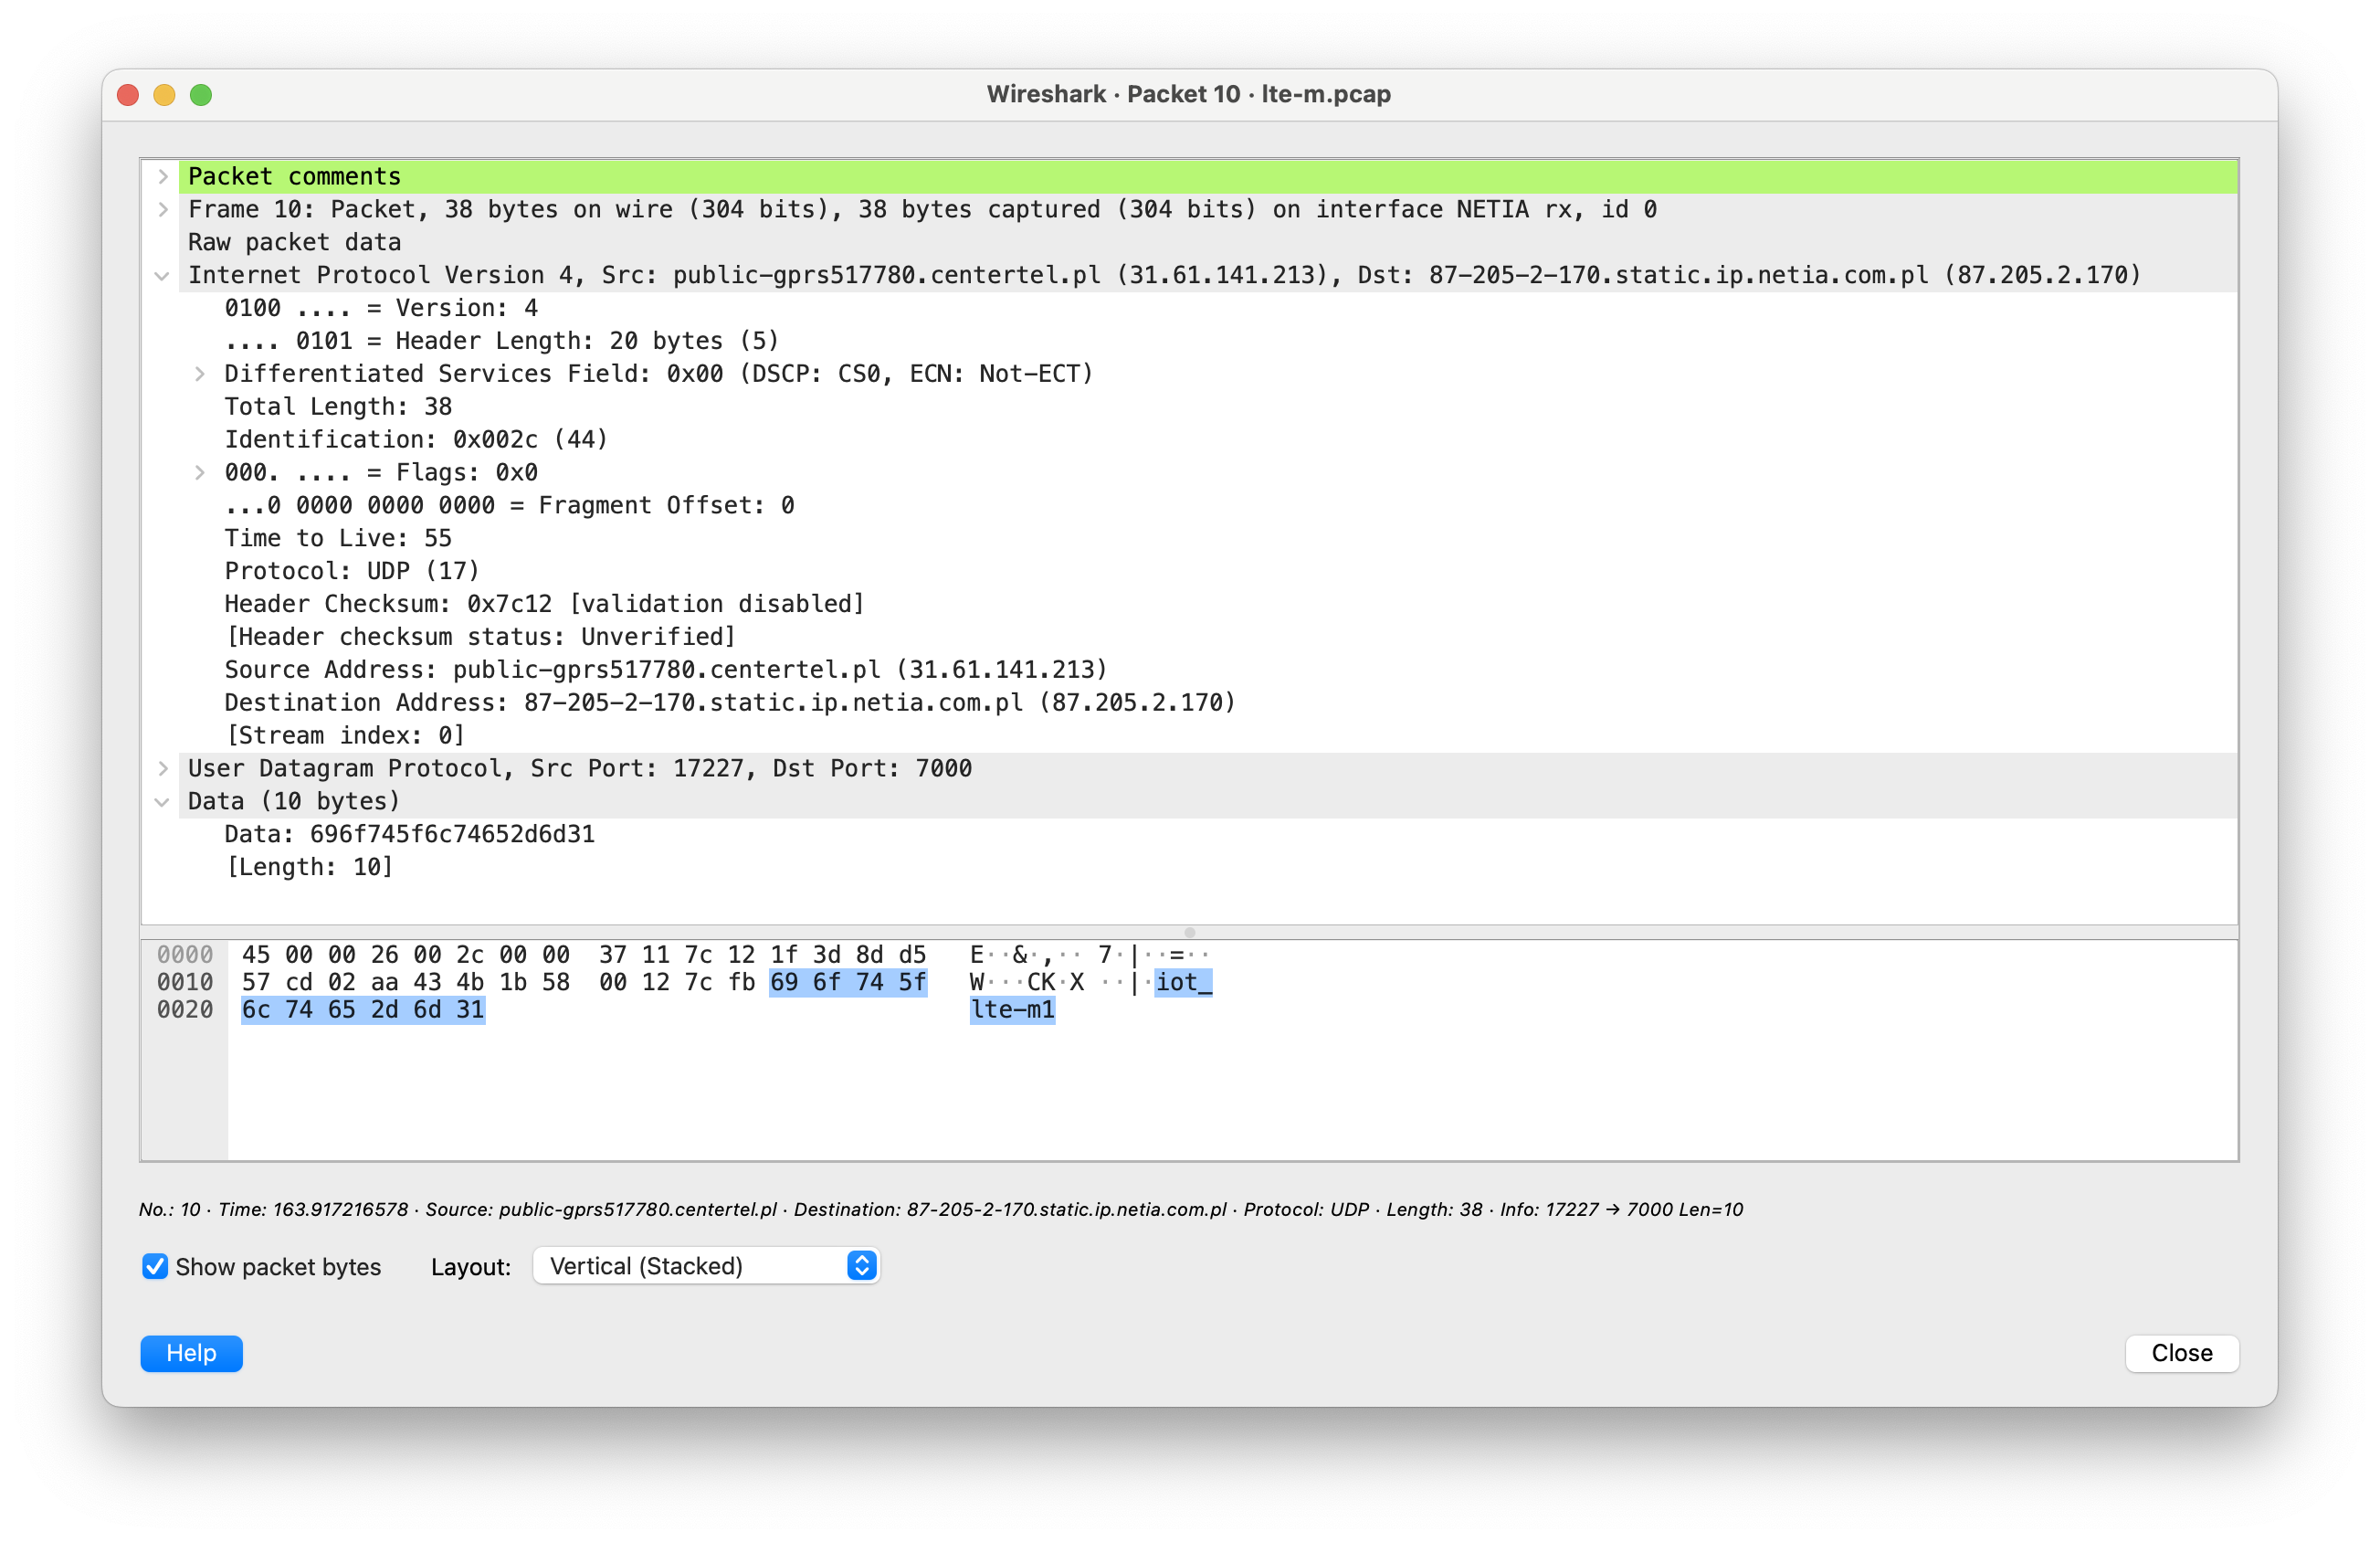 Wireshark · Packet 10 · lte-m.pcap
Packet comments
Frame 10: Packet, 38 bytes on wire (304 bits), 38 bytes captured (304 bits) on interface NETIA rx, id 0
Raw packet data
Internet Protocol Version 4, Src: public-gprs517780.centertel.pl (31.61.141.213), Dst: 87-205-2-170.static.ip.netia.com.pl (87.205.2.170)
0100 .... = Version: 4
.... 0101 = Header Length: 20 bytes (5)
Differentiated Services Field: 0x00 (DSCP: CS0, ECN: Not-ECT)
Total Length: 38
Identification: 0x002c (44)
000. .... = Flags: 0x0
...0 0000 0000 0000 = Fragment Offset: 0
Time to Live: 55
Protocol: UDP (17)
Header Checksum: 0x7c12 [validation disabled]
[Header checksum status: Unverified]
Source Address: public-gprs517780.centertel.pl (31.61.141.213)
Destination Address: 87-205-2-170.static.ip.netia.com.pl (87.205.2.170)
[Stream index: 0]
User Datagram Protocol, Src Port: 17227, Dst Port: 7000
Data (10 bytes)
Data: 696f745f6c74652d6d31
[Length: 10]
0000 45 00 00 26 00 2c 00 00 37 11 7c 12 1f 3d 8d d5 E··&·,·· 7·|··=··
0010 57 cd 02 aa 43 4b 1b 58 00 12 7c fb 69 6f 74 5f W···CK·X ··|·iot_
0020 6c 74 65 2d 6d 31 lte-m1
No.: 10 · Time: 163.917216578 · Source: public-gprs517780.centertel.pl · Destination: 87-205-2-170.static.ip.netia.com.pl · Protocol: UDP · Length: 38 · Info: 17227 → 7000 Len=10
Show packet bytes Layout: Vertical (Stacked)
Help Close